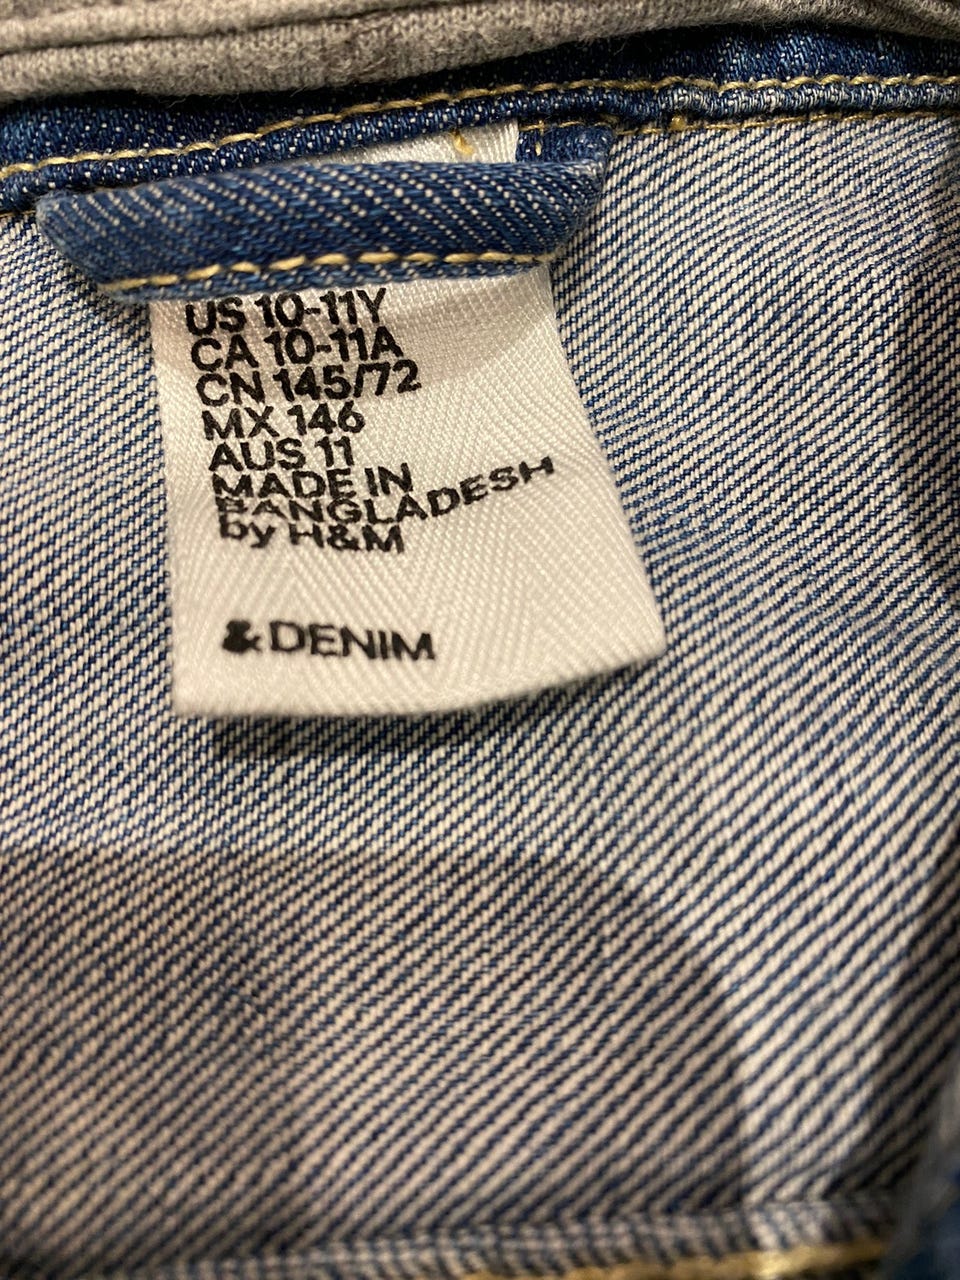 US 10-11Y
CA 10-11A
CN 145/72
MX 146
AUS 11
MADE IN
BANGLADESH
by H&M
&DENIM